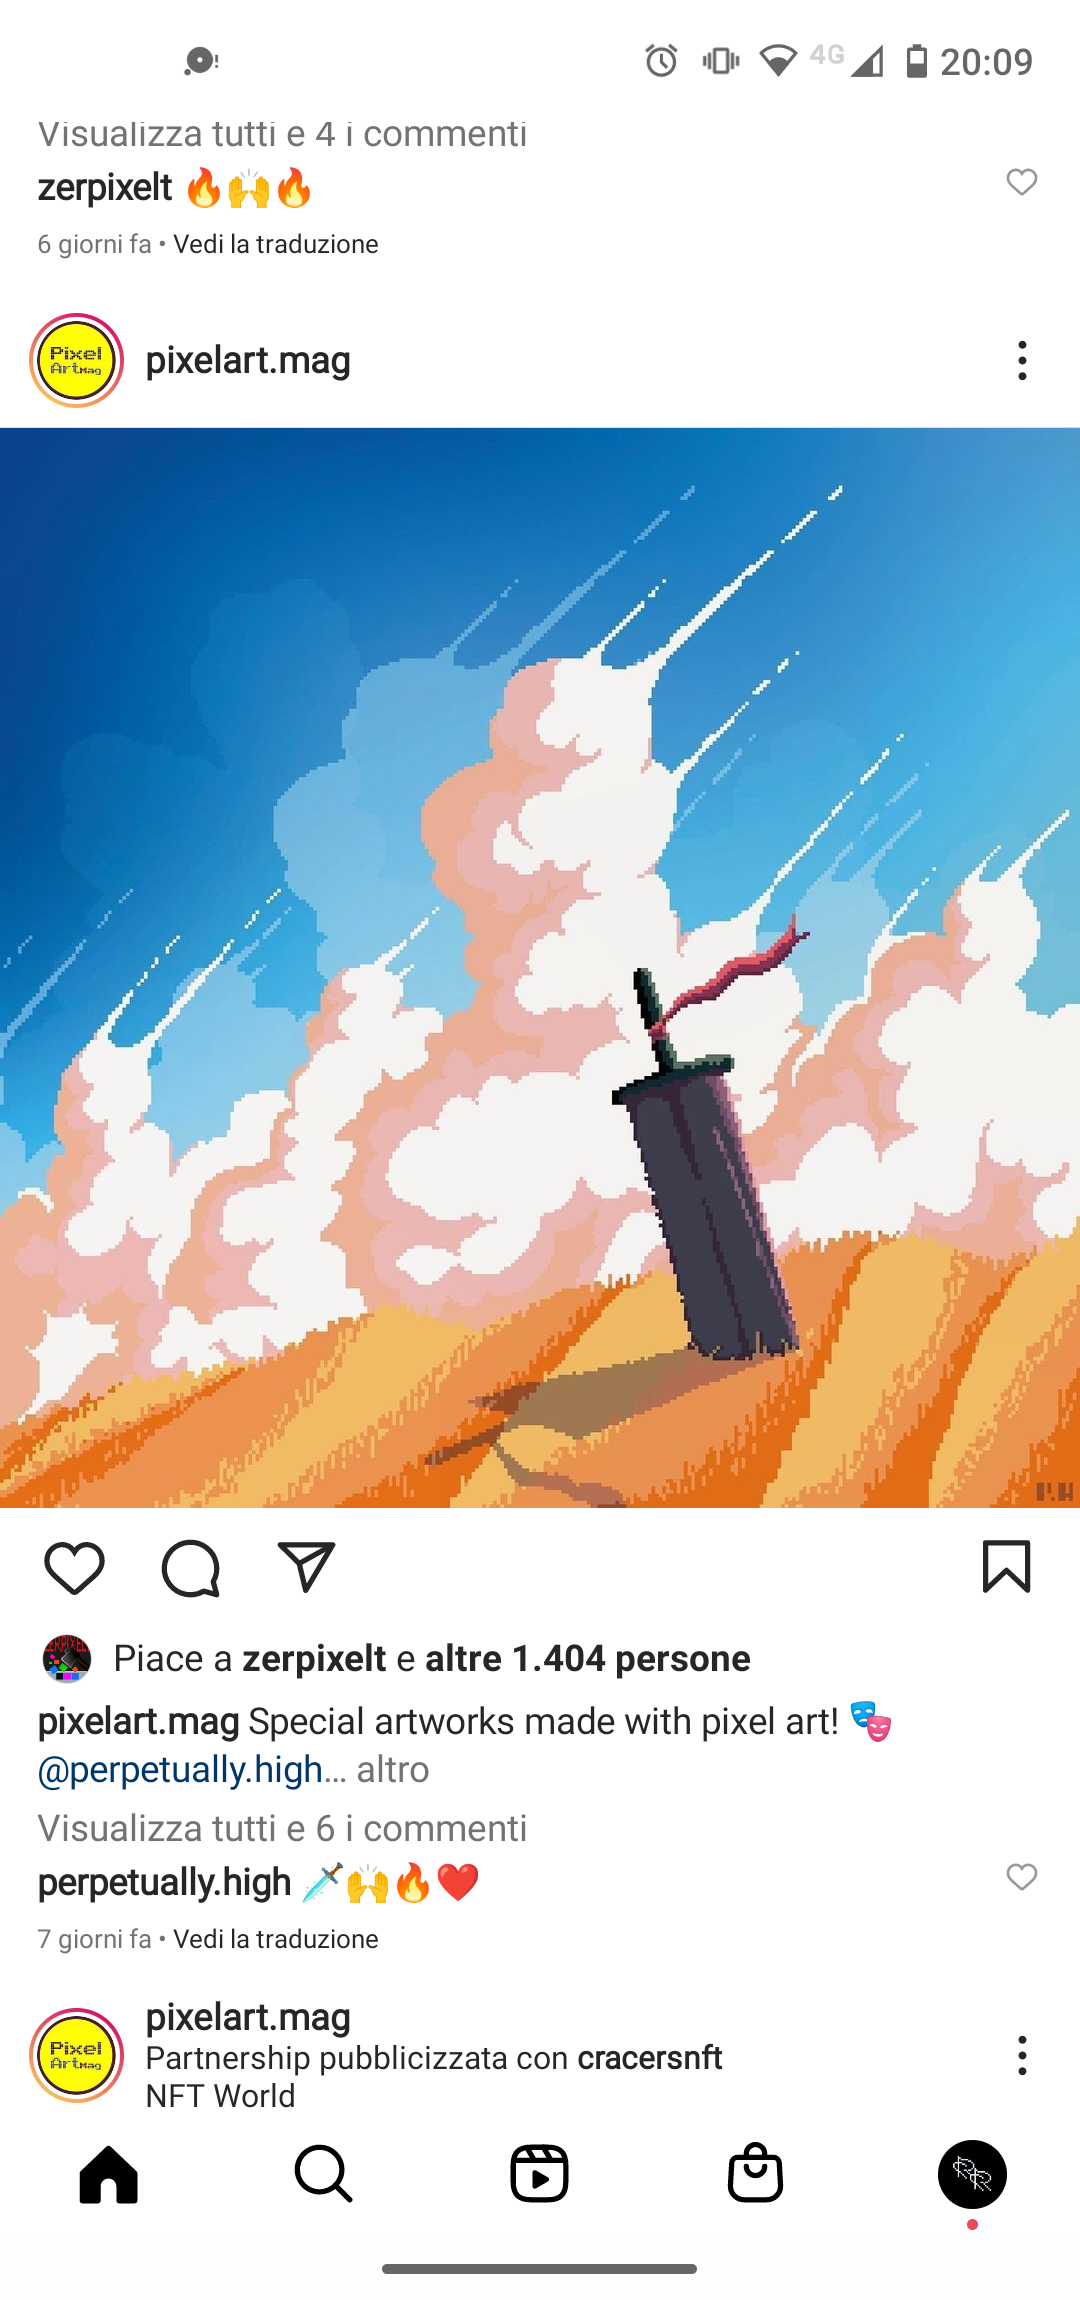 4G 20:09
Visualizza tutti e 4 i commenti
zerpixelt 🔥🙌🔥
6 giorni fa • Vedi la traduzione
Pixel
ArtMag
pixelart.mag
Piace a zerpixelt e altre 1.404 persone
pixelart.mag Special artworks made with pixel art! 🎭
@perpetually.high... altro
Visualizza tutti e 6 i commenti
perpetually.high 🗡️🙌🔥❤️
7 giorni fa • Vedi la traduzione
Pixel
ArtMag
pixelart.mag
Partnership pubblicizzata con cracersnft
NFT World